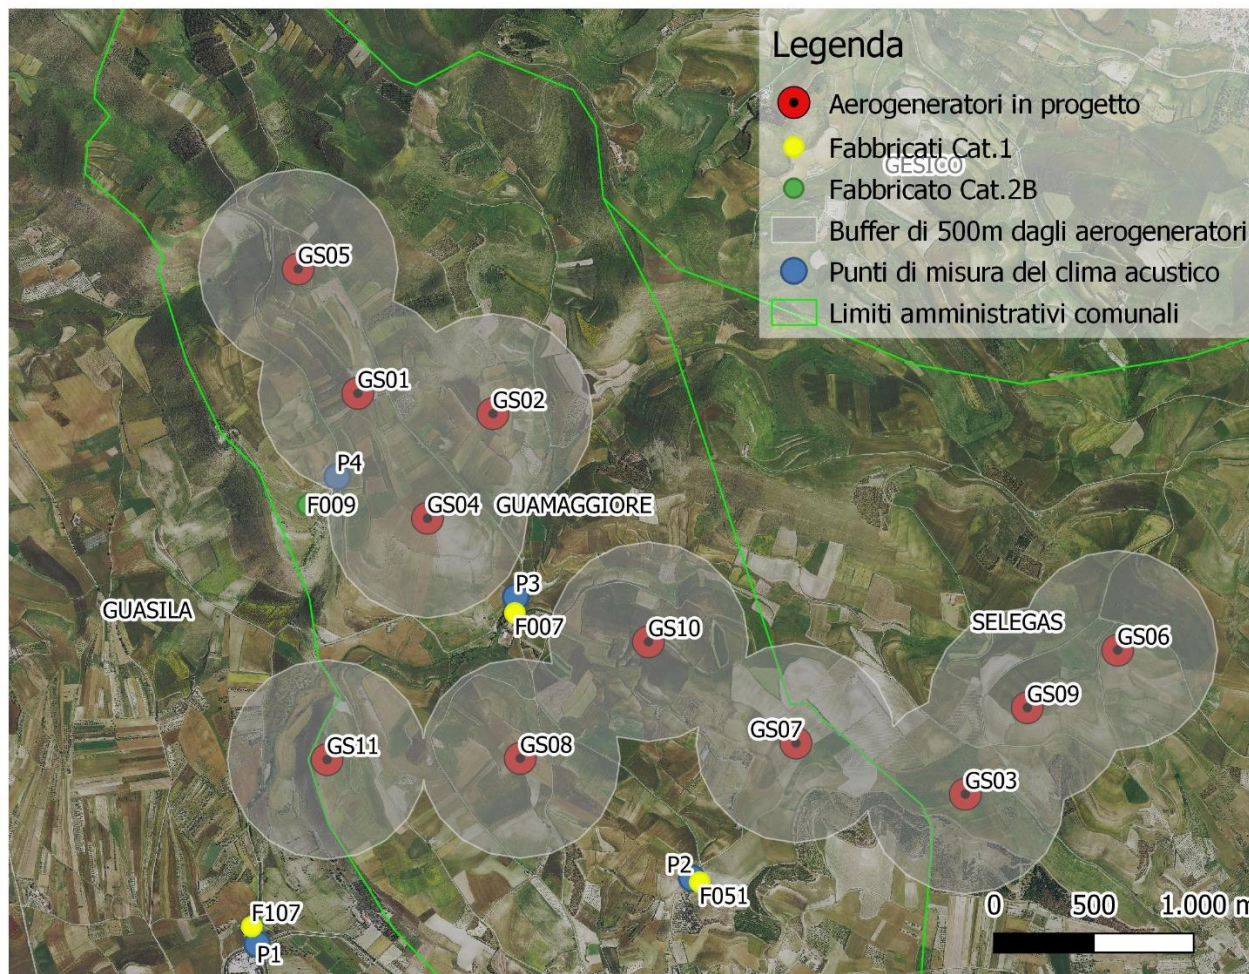 Legenda
Aerogeneratori in progetto
Fabbricati Cat.1
GESICO
Fabbricato Cat.2B
Buffer di 500m dagli aerogeneratori
Punti di misura del clima acustico
Limiti amministrativi comunali
GS05
GS01
GS02
P4
F009
GS04
GUAMAGGIORE
P3
GUASILA
F007
GS10
SELEGAS
GS06
GS09
GS11
GS08
GS07
GS03
P2
F051
F107
P1
0 500 1.000 m